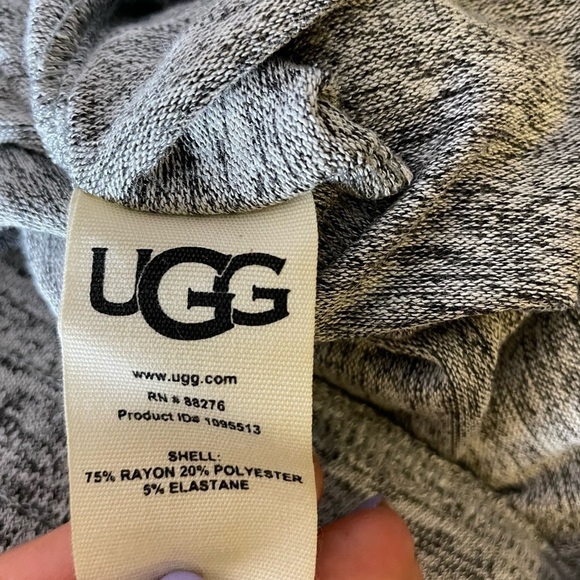 UGG
www.ugg.com
RN # 88276
Product ID# 1095513
SHELL:
75% RAYON 20% POLYESTER
5% ELASTANE